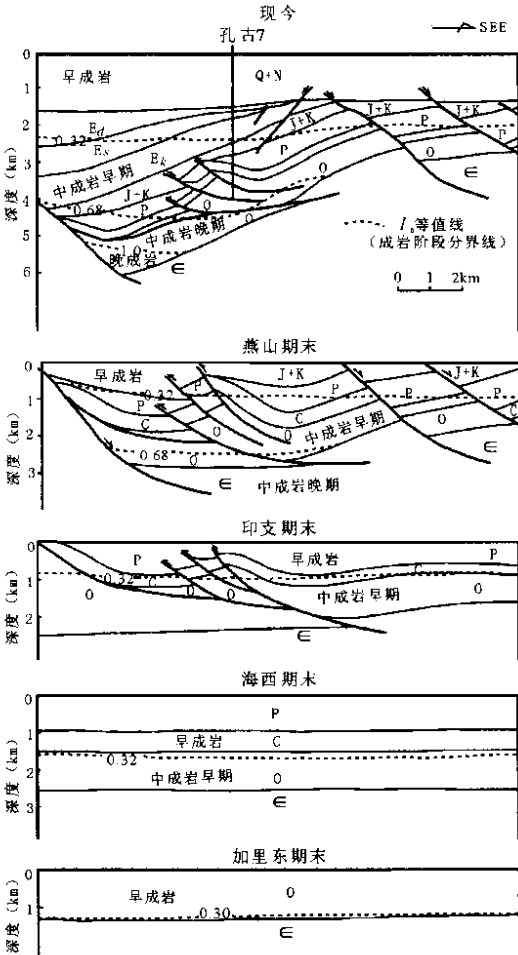 现今
孔古7
SEE
0
早成岩
Q+N
1
J+K
J+K
J+K
2
0.32
Ed
P
P
3
Es
Ek
P
O
O
中成岩早期
∈
4
0.68
J-K
P
O
O
5
中成岩晚期
1.0
晚成岩
∈
6
深度(km)
I。等值线
(成岩阶段分界线)
0 1 2km
燕山期末
0
早成岩
J+K
J+K
0.32
P
P
P
1
C
C
O
中成岩早期
O
O
2
0.68
O
∈
3
∈
中成岩晚期
深度(km)
印支期末
0
P
早成岩
P
1
0.32
C
C
O
O
O
中成岩早期
O
2
∈
深度(km)
海西期末
0
P
1
早成岩
C
0.32
2
中成岩早期
O
3
∈
深度(km)
加里东期末
0
早成岩
O
1
0.30
∈
深度(km)